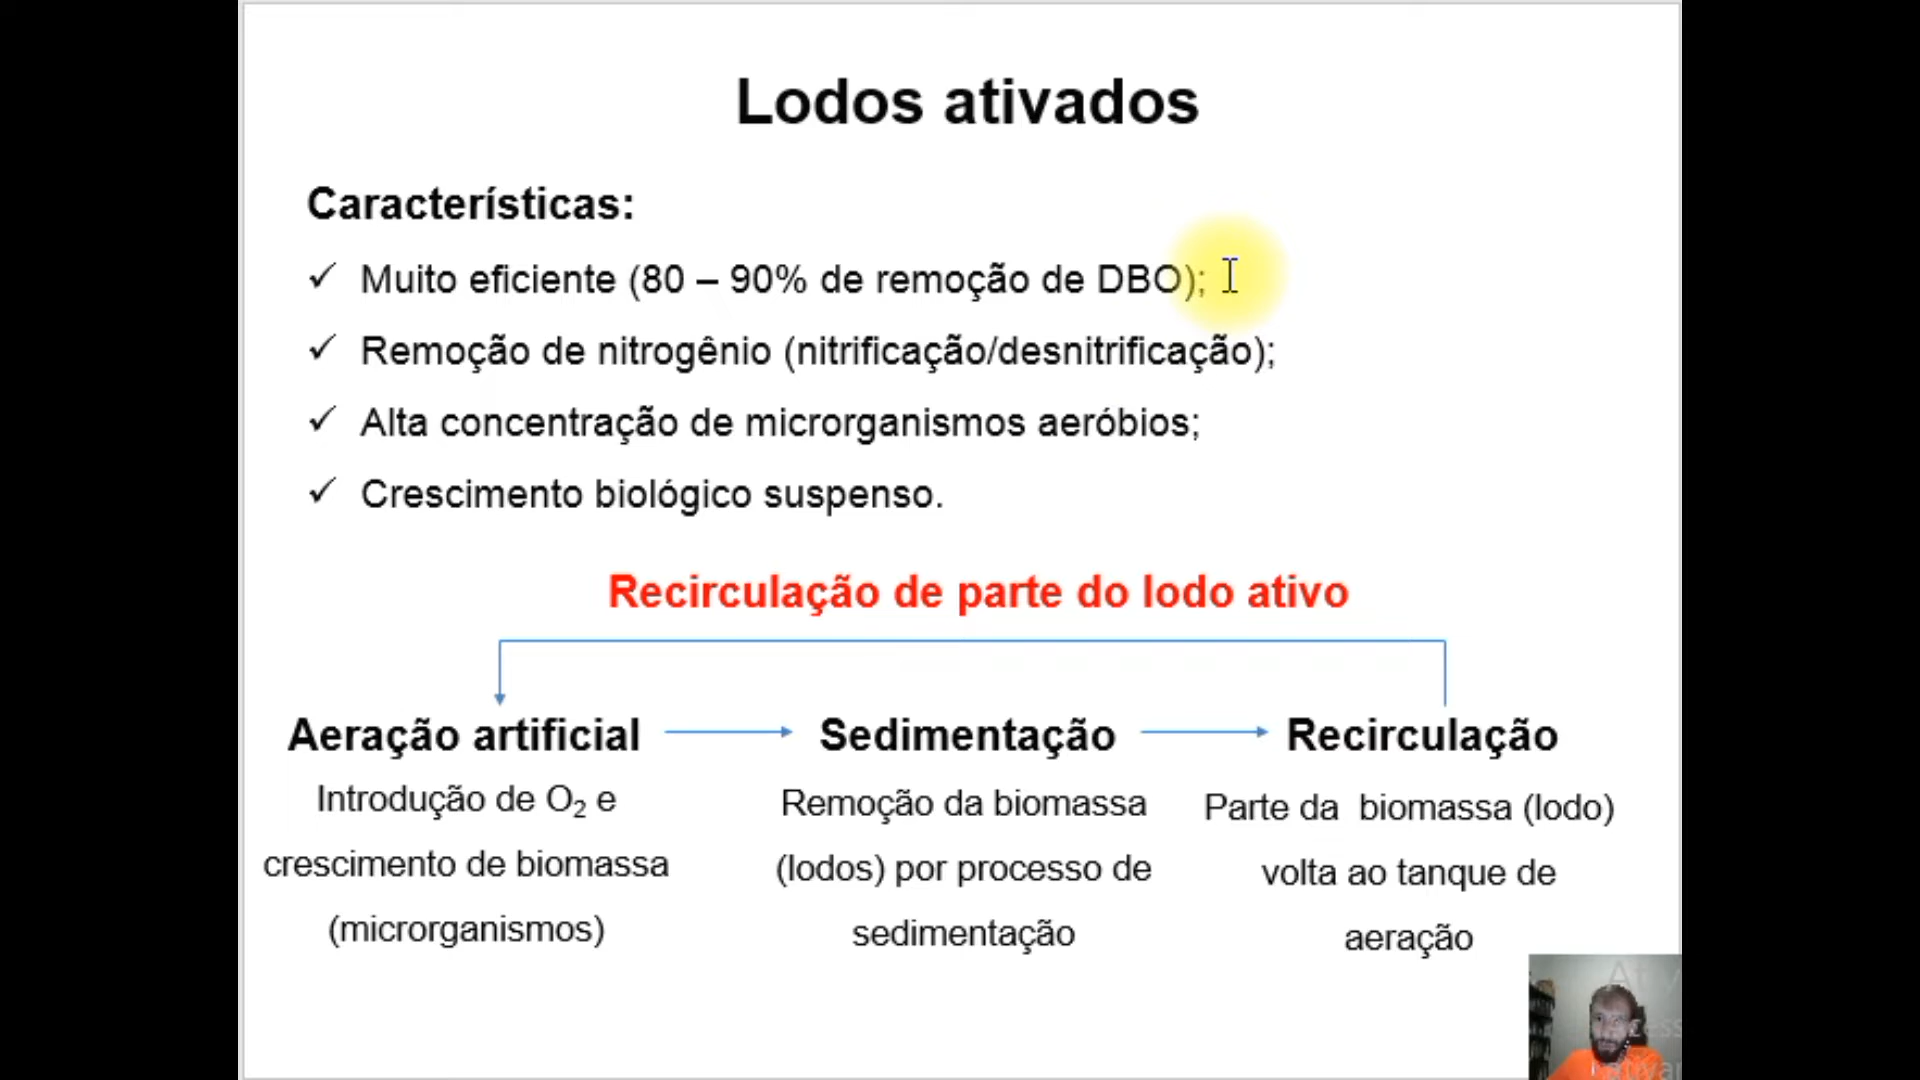 Lodos ativados
Características:
✓ Muito eficiente (80 – 90% de remoção de DBO);
✓ Remoção de nitrogênio (nitrificação/desnitrificação);
✓ Alta concentração de microrganismos aeróbios;
✓ Crescimento biológico suspenso.
Recirculação de parte do lodo ativo
Aeração artificial
Introdução de O₂ e
crescimento de biomassa
(microrganismos)
Sedimentação
Remoção da biomassa
(lodos) por processo de
sedimentação
Recirculação
Parte da biomassa (lodo)
volta ao tanque de
aeração